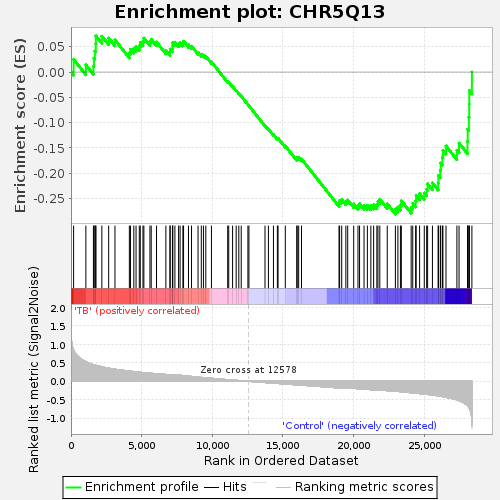 Enrichment plot: CHR5Q13
Enrichment score (ES)
0.05
0.00
-0.05
-0.10
-0.15
-0.20
-0.25
'TB' (positively correlated)
Ranked list metric (Signal2Noise)
2.0
1.5
1.0
0.5
0.0
-0.5
-1.0
Zero cross at 12578
'Control' (negatively correlated)
0
5,000
10,000
15,000
20,000
25,000
Rank in Ordered Dataset
Enrichment profile
Hits
Ranking metric scores